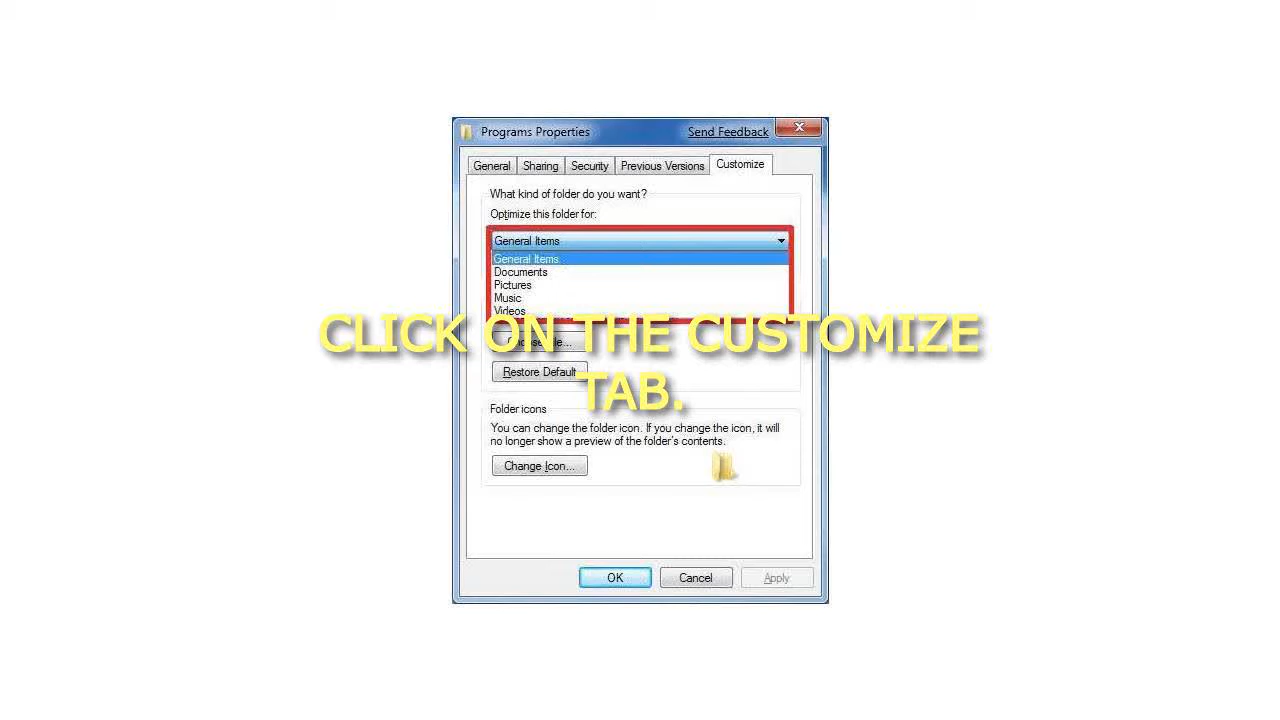 Programs Properties Send Feedback
General Sharing Security Previous Versions Customize
What kind of folder do you want?
Optimize this folder for:
General Items
General Items
Documents
Pictures
Music
Videos
CLICK ON THE CUSTOMIZE
TAB.
Restore Default
Folder icons
You can change the folder icon. If you change the icon, it will
no longer show a preview of the folder's contents.
Change Icon...
OK Cancel Apply